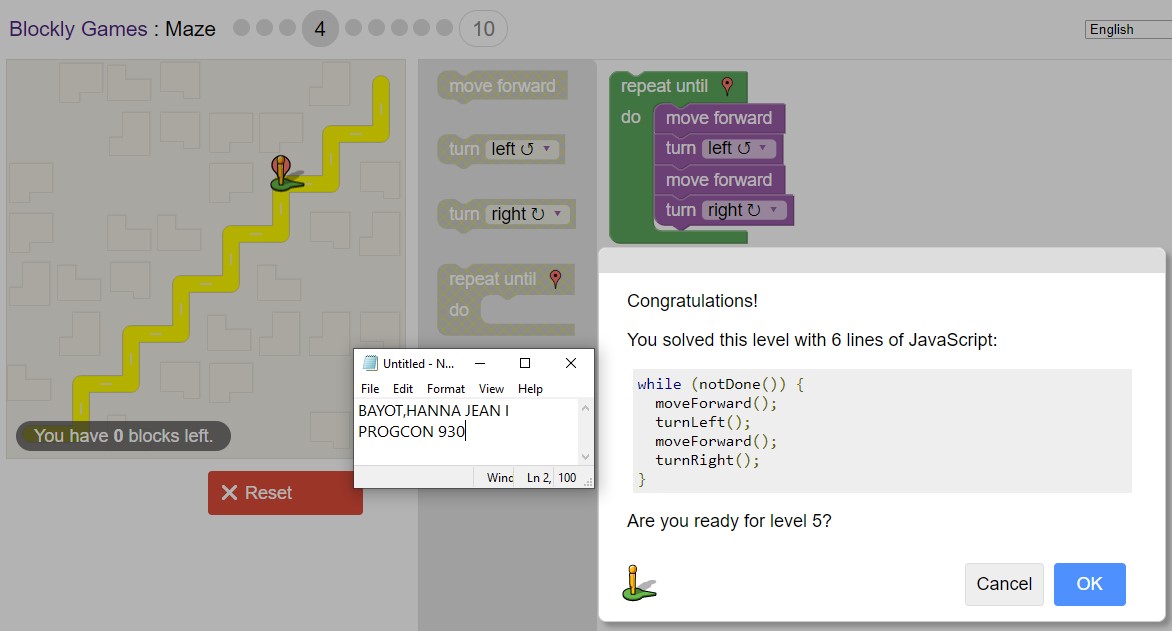 Blockly Games : Maze 4 10
English
move forward
turn left ↺ ▼
turn right ↻ ▼
repeat until
do
repeat until
do move forward
turn left ↺ ▼
move forward
turn right ↻ ▼
You have 0 blocks left.
Reset
Untitled - N...
File Edit Format View Help
BAYOT,HANNA JEAN I
PROGCON 930
Winc Ln 2, 100
Congratulations!
You solved this level with 6 lines of JavaScript:
while (notDone()) {
  moveForward();
  turnLeft();
  moveForward();
  turnRight();
}
Are you ready for level 5?
Cancel OK